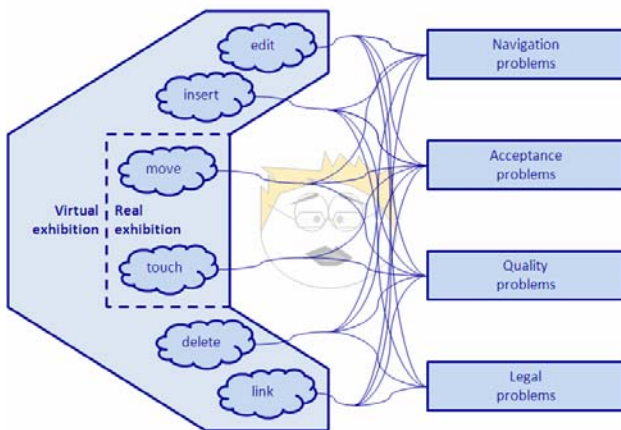 edit
insert
move
Virtual
exhibition
Real
exhibition
touch
delete
link
Navigation
problems
Acceptance
problems
Quality
problems
Legal
problems